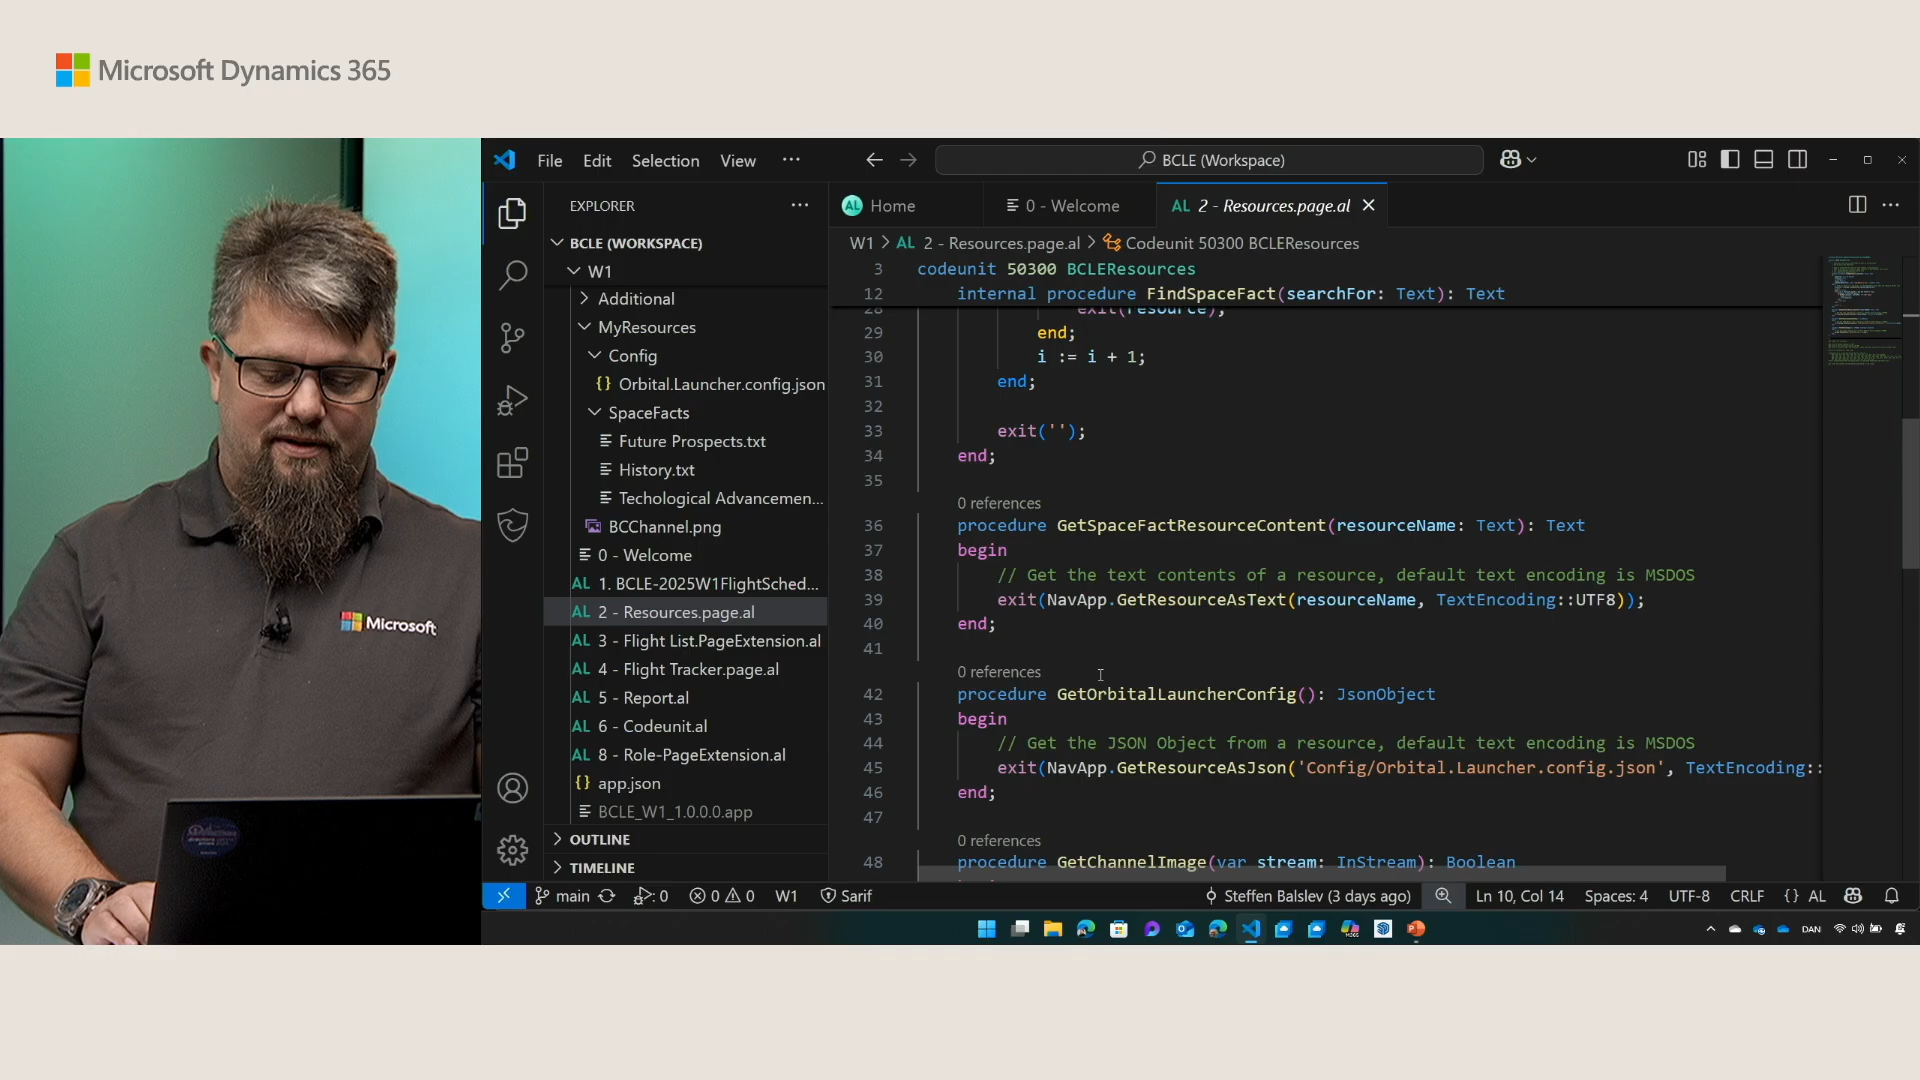 Microsoft Dynamics 365
File Edit Selection View ···
BCLE (Workspace)
EXPLORER ···
BCLE (WORKSPACE)
W1
Additional
MyResources
Config
{} Orbital.Launcher.config.json
SpaceFacts
Future Prospects.txt
History.txt
Techological Advancemen...
BCChannel.png
0 - Welcome
AL 1. BCLE-2025W1FlightSched...
AL 2 - Resources.page.al
AL 3 - Flight List.PageExtension.al
AL 4 - Flight Tracker.page.al
AL 5 - Report.al
AL 6 - Codeunit.al
AL 8 - Role-PageExtension.al
{} app.json
BCLE_W1_1.0.0.0.app
OUTLINE
TIMELINE
AL Home 0 - Welcome AL 2 - Resources.page.al
W1 > AL 2 - Resources.page.al > Codeunit 50300 BCLEResources
3 codeunit 50300 BCLEResources
12 internal procedure FindSpaceFact(searchFor: Text): Text
28 exit(resource);
29 end;
30 i := i + 1;
31 end;
32
33 exit('');
34 end;
35
0 references
36 procedure GetSpaceFactResourceContent(resourceName: Text): Text
37 begin
38 // Get the text contents of a resource, default text encoding is MSDOS
39 exit(NavApp.GetResourceAsText(resourceName, TextEncoding::UTF8));
40 end;
41
0 references
42 procedure GetOrbitalLauncherConfig(): JsonObject
43 begin
44 // Get the JSON Object from a resource, default text encoding is MSDOS
45 exit(NavApp.GetResourceAsJson('Config/Orbital.Launcher.config.json', TextEncoding::
46 end;
47
0 references
48 procedure GetChannelImage(var stream: InStream): Boolean
main 0 0 0 W1 Sarif Steffen Balslev (3 days ago) Ln 10, Col 14 Spaces: 4 UTF-8 CRLF {} AL
DAN
Microsoft